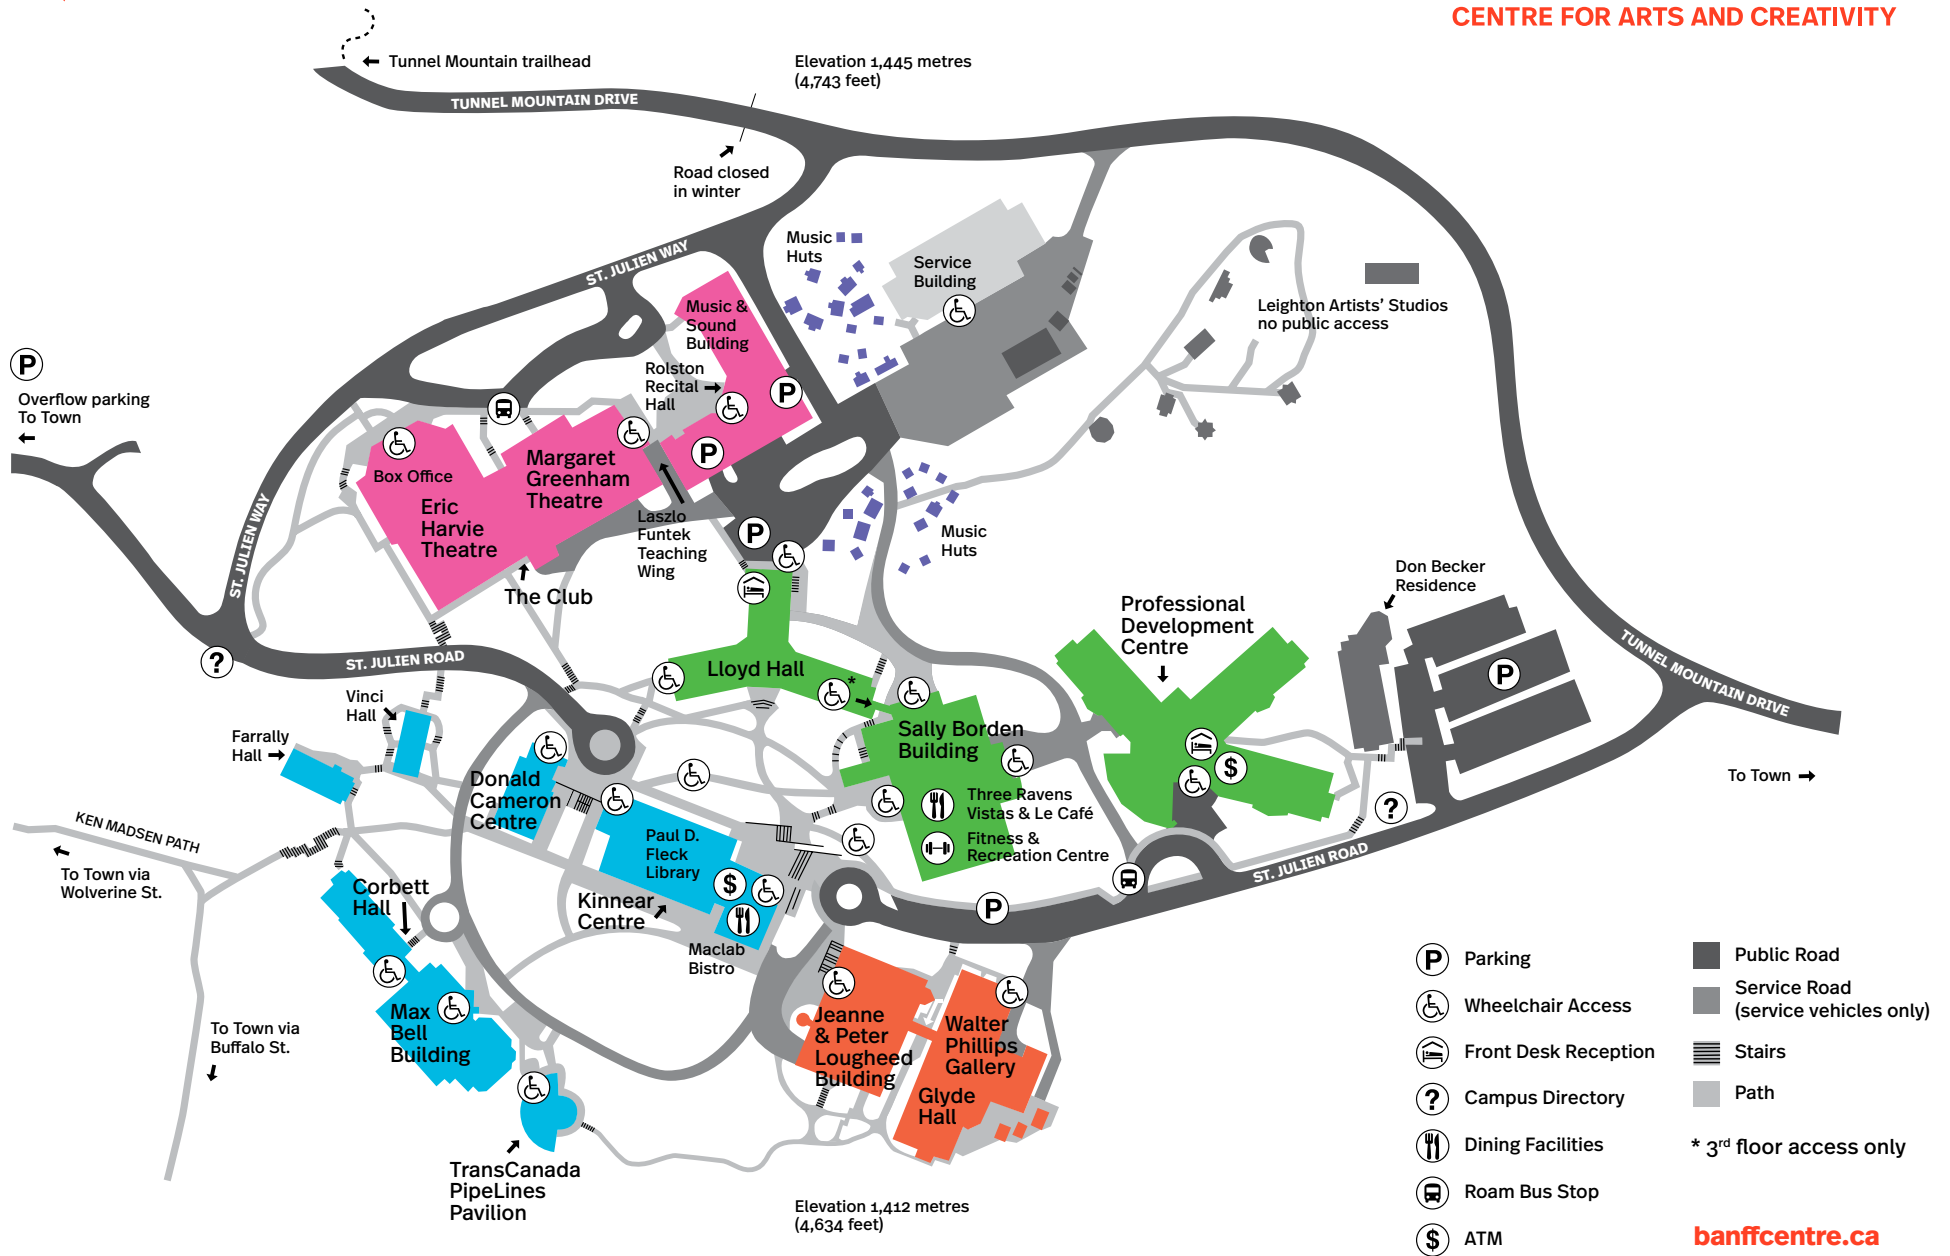 CENTRE FOR ARTS AND CREATIVITY
Tunnel Mountain trailhead
Elevation 1,445 metres
(4,743 feet)
TUNNEL MOUNTAIN DRIVE
Road closed
in winter
ST. JULIEN WAY
Music
Huts
Service
Building
Leighton Artists' Studios
no public access
Music &
Sound
Building
Rolston
Recital
Hall
P
P
P
Overflow parking
To Town
Box Office
Eric
Harvie
Theatre
Margaret
Greenham
Theatre
Laszlo
Funtek
Teaching
Wing
P
Music
Huts
The Club
ST. JULIEN WAY
Don Becker
Residence
Professional
Development
Centre
P
TUNNEL MOUNTAIN DRIVE
?
ST. JULIEN ROAD
Lloyd Hall
*
Vinci
Hall
Farrally
Hall
Sally Borden
Building
Donald
Cameron
Centre
$
To Town
Three Ravens
Vistas & Le Café
?
Fitness &
Recreation Centre
KEN MADSEN PATH
Paul D.
Fleck
Library
To Town via
Wolverine St.
$
ST. JULIEN ROAD
Corbett
Hall
Kinnear
Centre
P
Maclab
Bistro
Max
Bell
Building
Jeanne
& Peter
Lougheed
Building
Walter
Phillips
Gallery
Glyde
Hall
To Town via
Buffalo St.
TransCanada
PipeLines
Pavilion
Elevation 1,412 metres
(4,634 feet)
P Parking
Wheelchair Access
Front Desk Reception
? Campus Directory
Dining Facilities
Roam Bus Stop
$ ATM
Public Road
Service Road
(service vehicles only)
Stairs
Path
* 3rd floor access only
banffcentre.ca